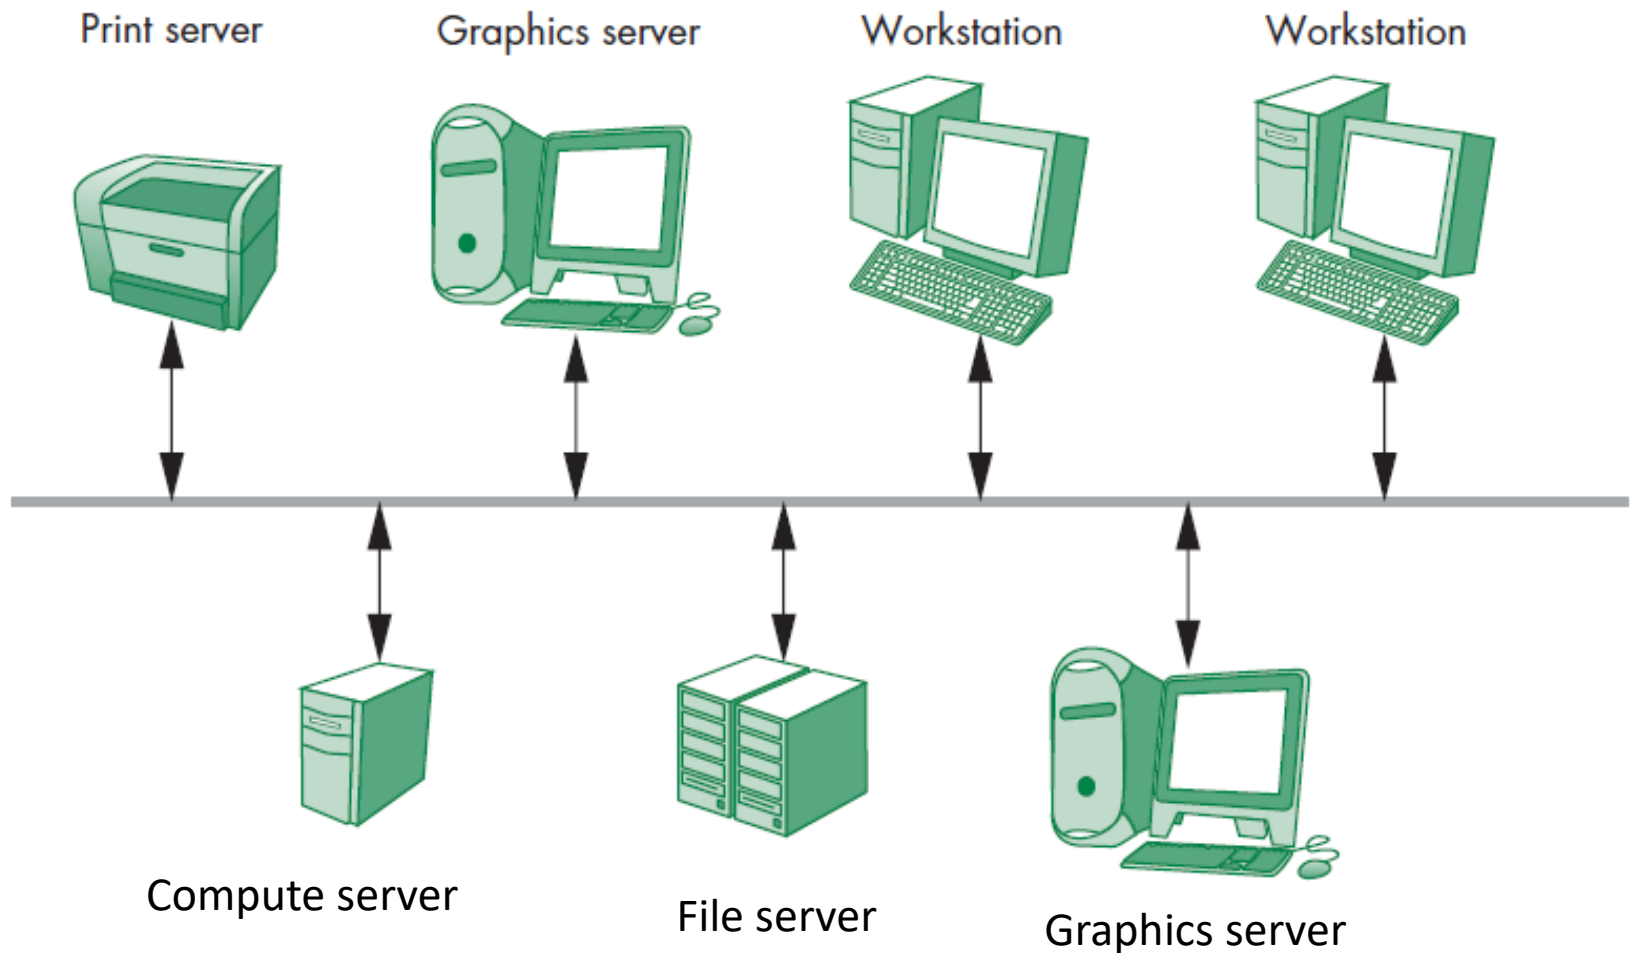 Print server
Graphics server
Workstation
Workstation
Compute server
File server
Graphics server